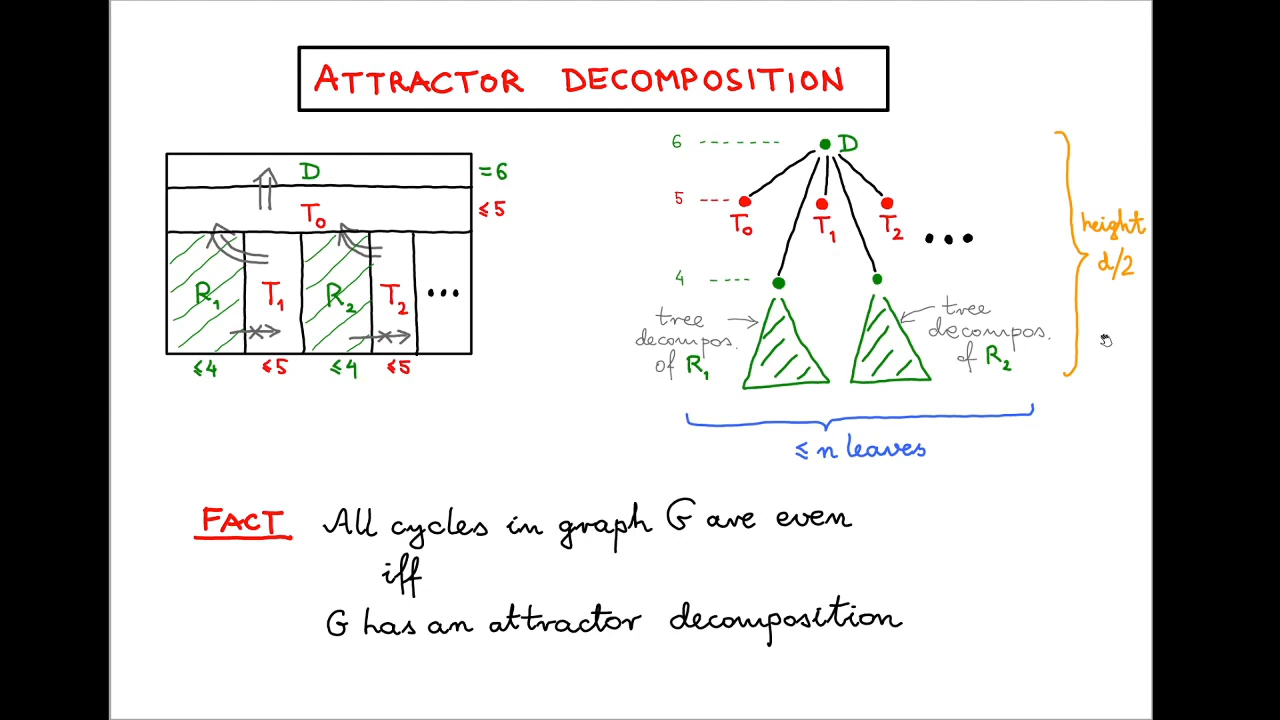 ATTRACTOR DECOMPOSITION
D
= 6
T₀
⩽ 5
R₁
T₁
R₂
T₂
...
⩽4
⩽5
⩽4
⩽5
6
D
5
T₀
T₁
T₂
...
4
tree
decompos.
of R₁
tree
decompos.
of R₂
height
d/2
⩽ n leaves
FACT All cycles in graph G are even
iff
G has an attractor decomposition